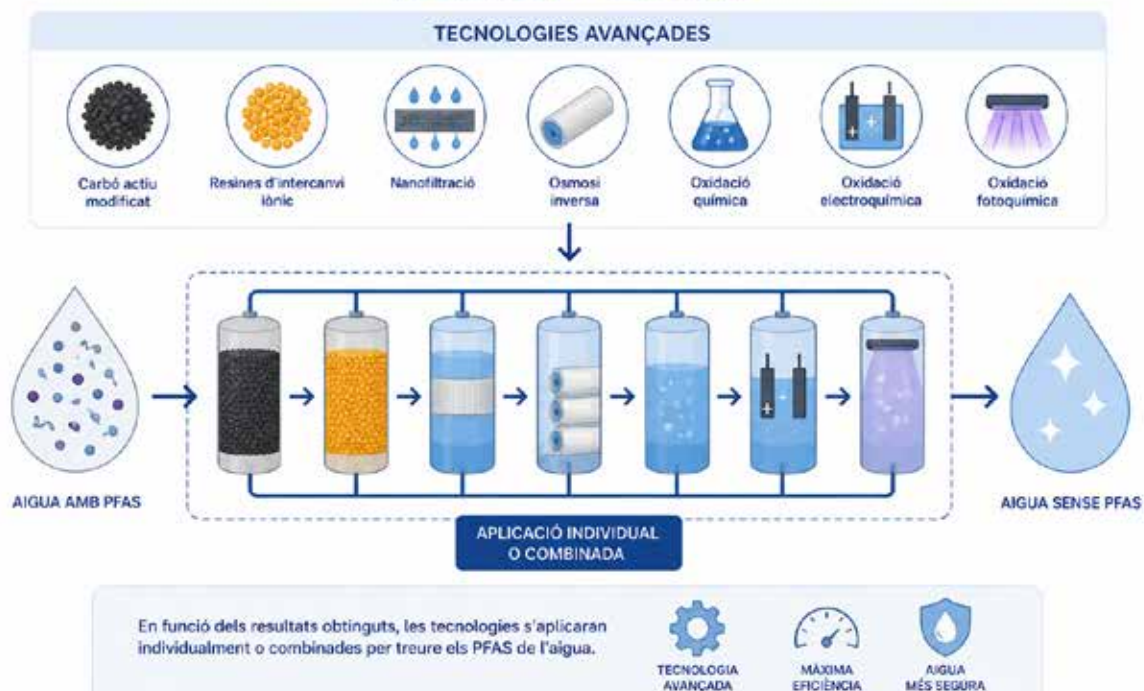 TECNOLOGIES AVANÇADES
Carbó actiu
modificat
Resines d'intercanvi
iònic
Nanofiltració
Osmosi
inversa
Oxidació
química
Oxidació
electroquímica
Oxidació
fotoquímica
AIGUA AMB PFAS
AIGUA SENSE PFAS
APLICACIÓ INDIVIDUAL
O COMBINADA
En funció dels resultats obtinguts, les tecnologies s'aplicaran
individualment o combinades per treure els PFAS de l'aigua.
TECNOLOGIA
AVANÇADA
MÀXIMA
EFICIÈNCIA
AIGUA
MÉS SEGURA